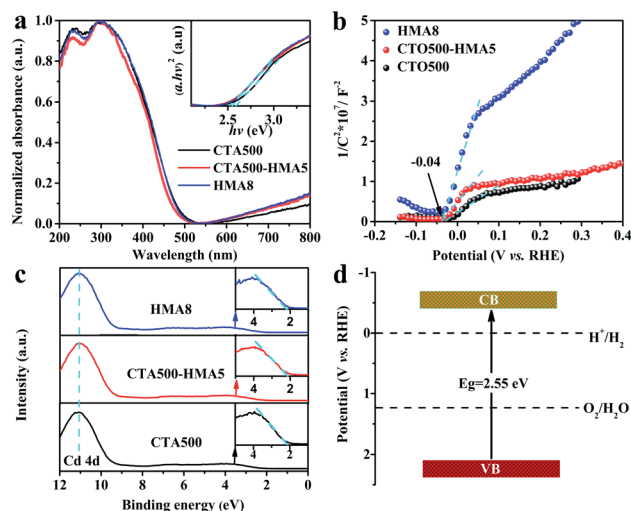 a
Normalized absorbance (a.u.)
1.0
0.8
0.6
0.4
0.2
0.0
200 300 400 500 600 700 800
Wavelength (nm)
(a.hν)² (a.u)
2.5 3.0
hν (eV)
CTA500
CTA500-HMA5
HMA8
b
1/C²*10⁷/ F⁻²
5
4
3
2
1
0
-0.2 -0.1 0.0 0.1 0.2 0.3 0.4
Potential (V vs. RHE)
HMA8
CTO500-HMA5
CTO500
-0.04
c
Intensity (a.u.)
HMA8
4 2
CTA500-HMA5
4 2
CTA500
4 2
Cd 4d
12 10 8 6 4 2 0
Binding energy (eV)
d
Potential (V vs. RHE)
-1
0
1
2
CB
H⁺/H₂
Eg=2.55 eV
O₂/H₂O
VB